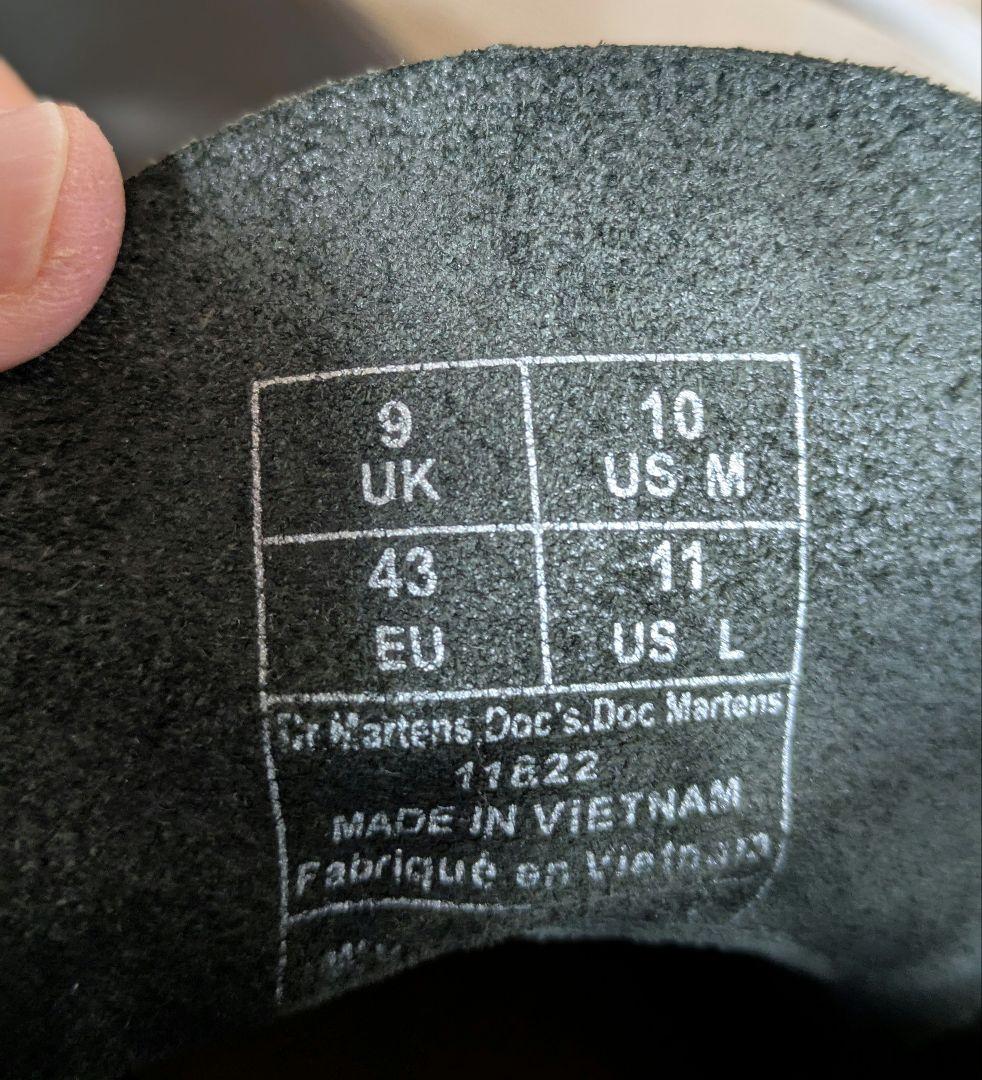 9
UK
10
US M
43
EU
11
US L
Dr Martens Doc's. Doc Martens
11822
MADE IN VIETNAM
Fabriqué en Vietnam